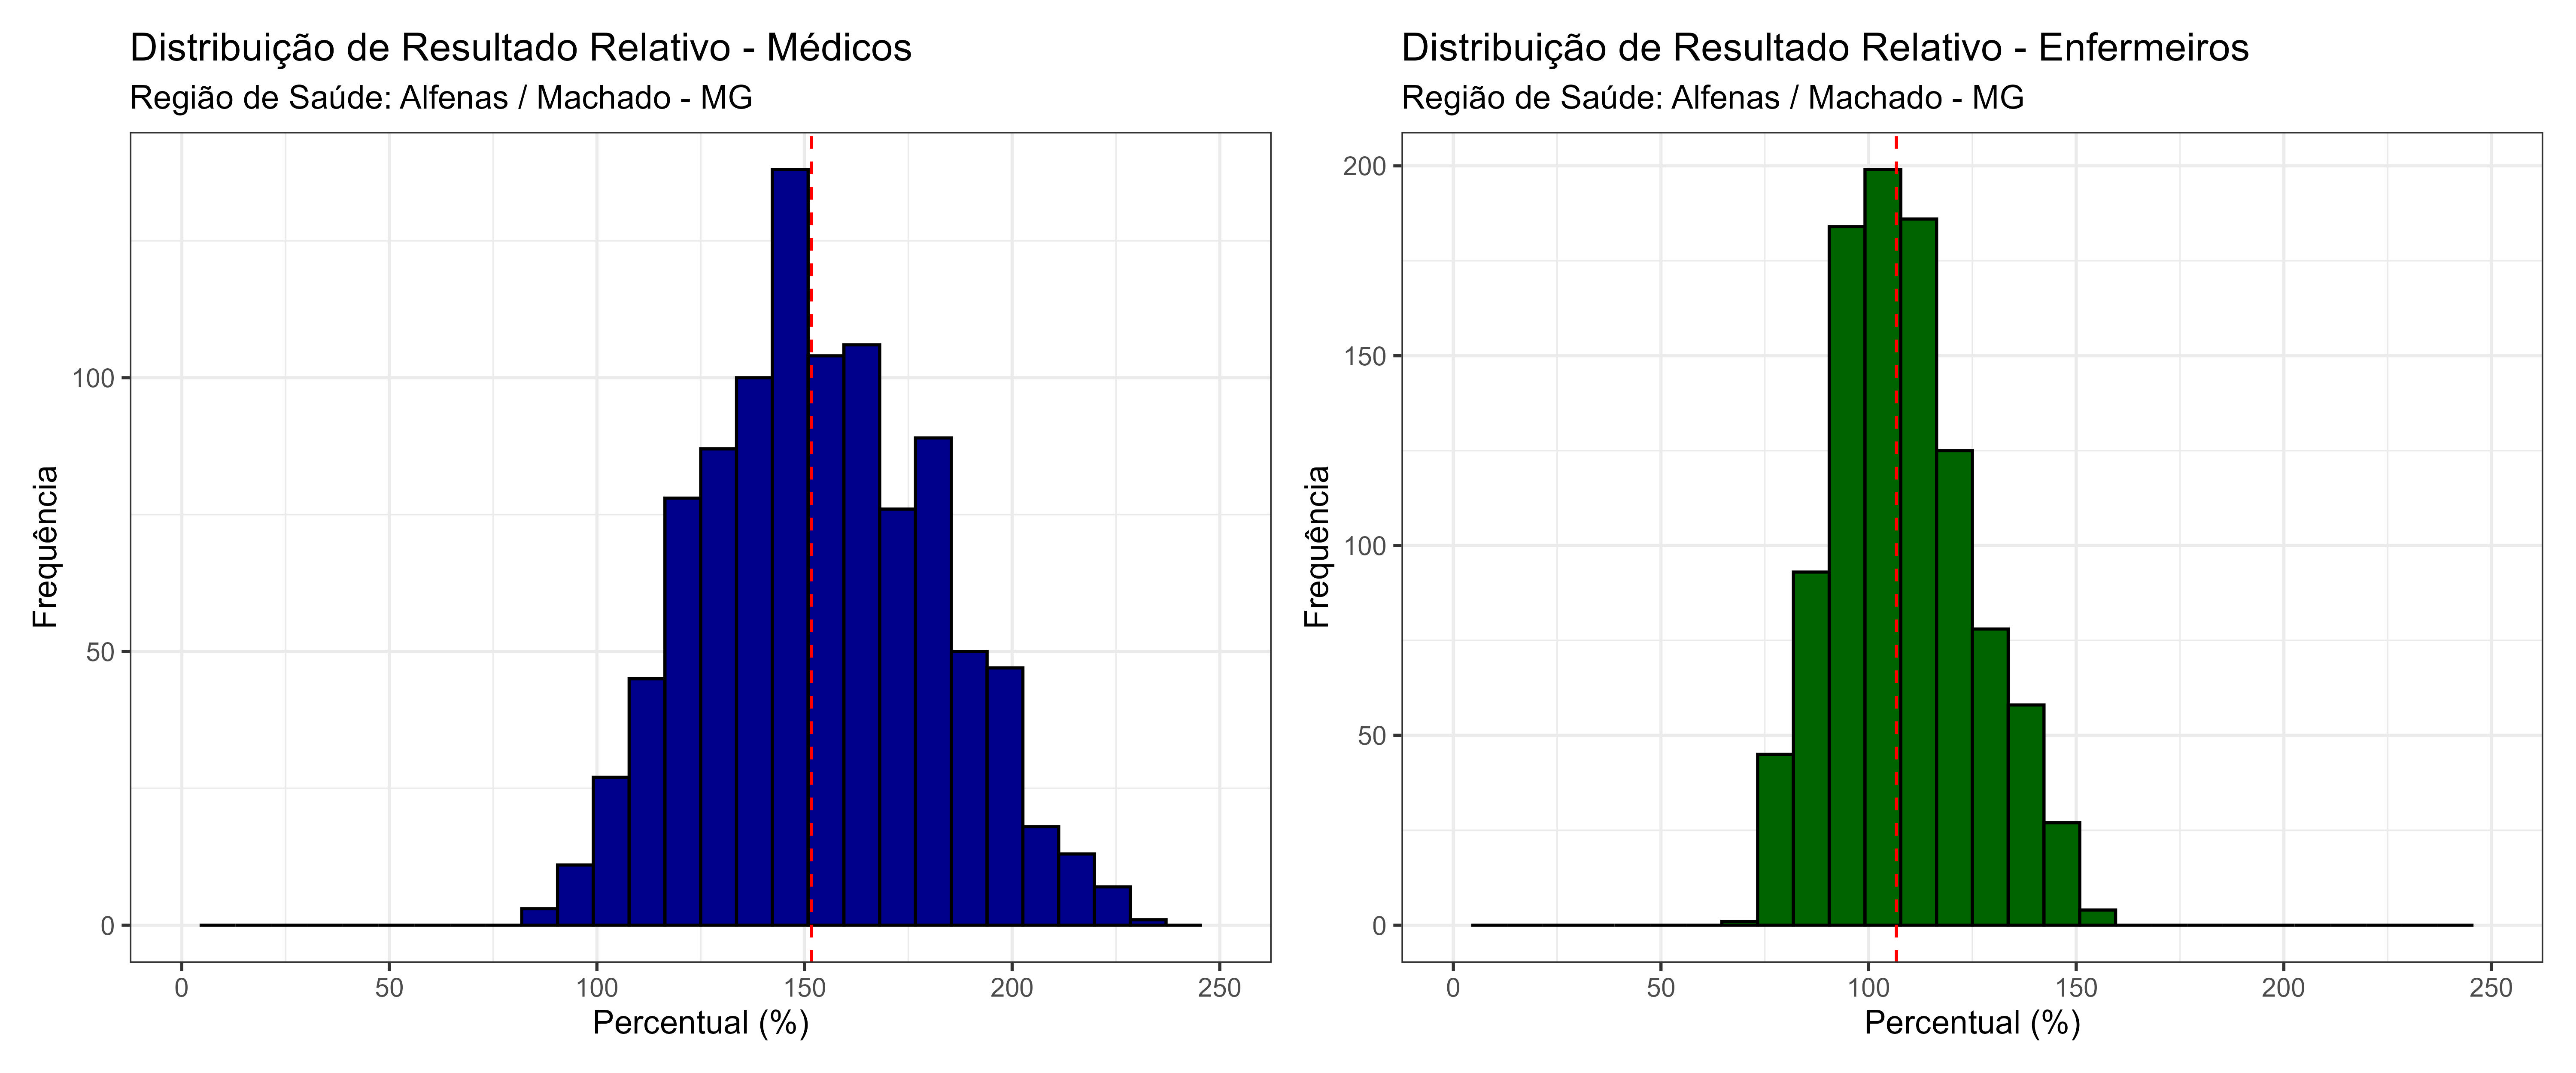 Distribuição de Resultado Relativo - Médicos
Região de Saúde: Alfenas / Machado - MG
Frequência
100
50
0
0 50 100 150 200 250
Percentual (%)
Distribuição de Resultado Relativo - Enfermeiros
Região de Saúde: Alfenas / Machado - MG
Frequência
200
150
100
50
0
0 50 100 150 200 250
Percentual (%)